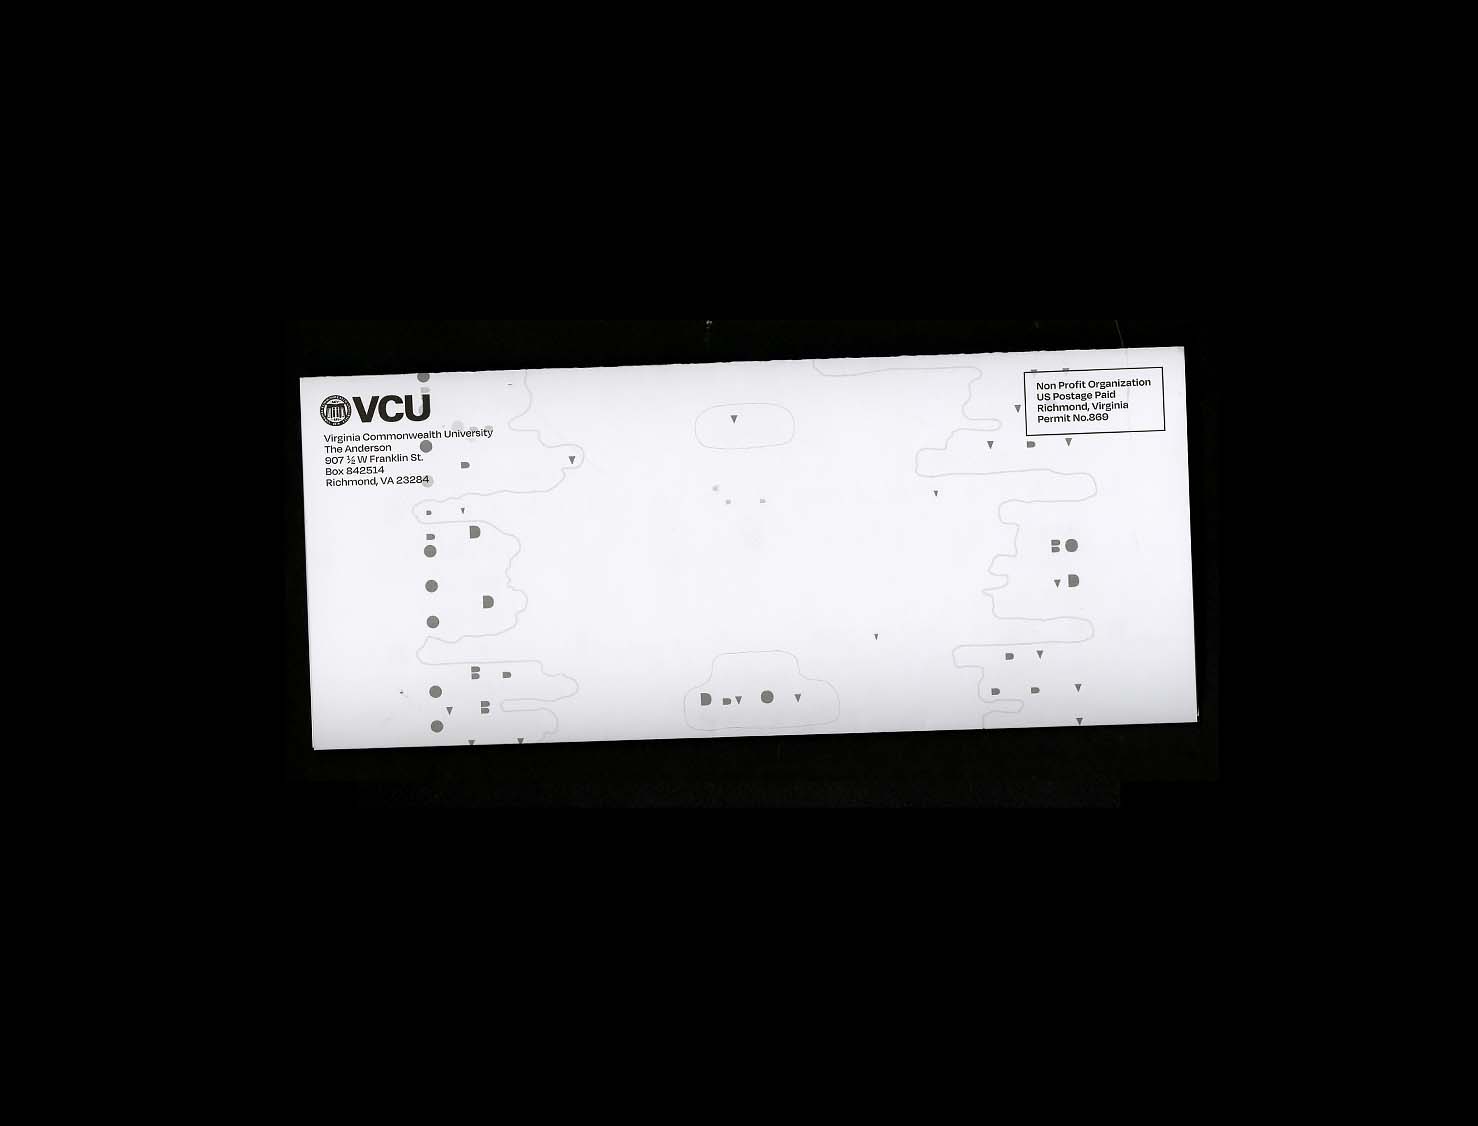 VCU
Virginia Commonwealth University
The Anderson
907 ½ W Franklin St.
Box 842514
Richmond, VA 23284
Non Profit Organization
US Postage Paid
Richmond, Virginia
Permit No.869